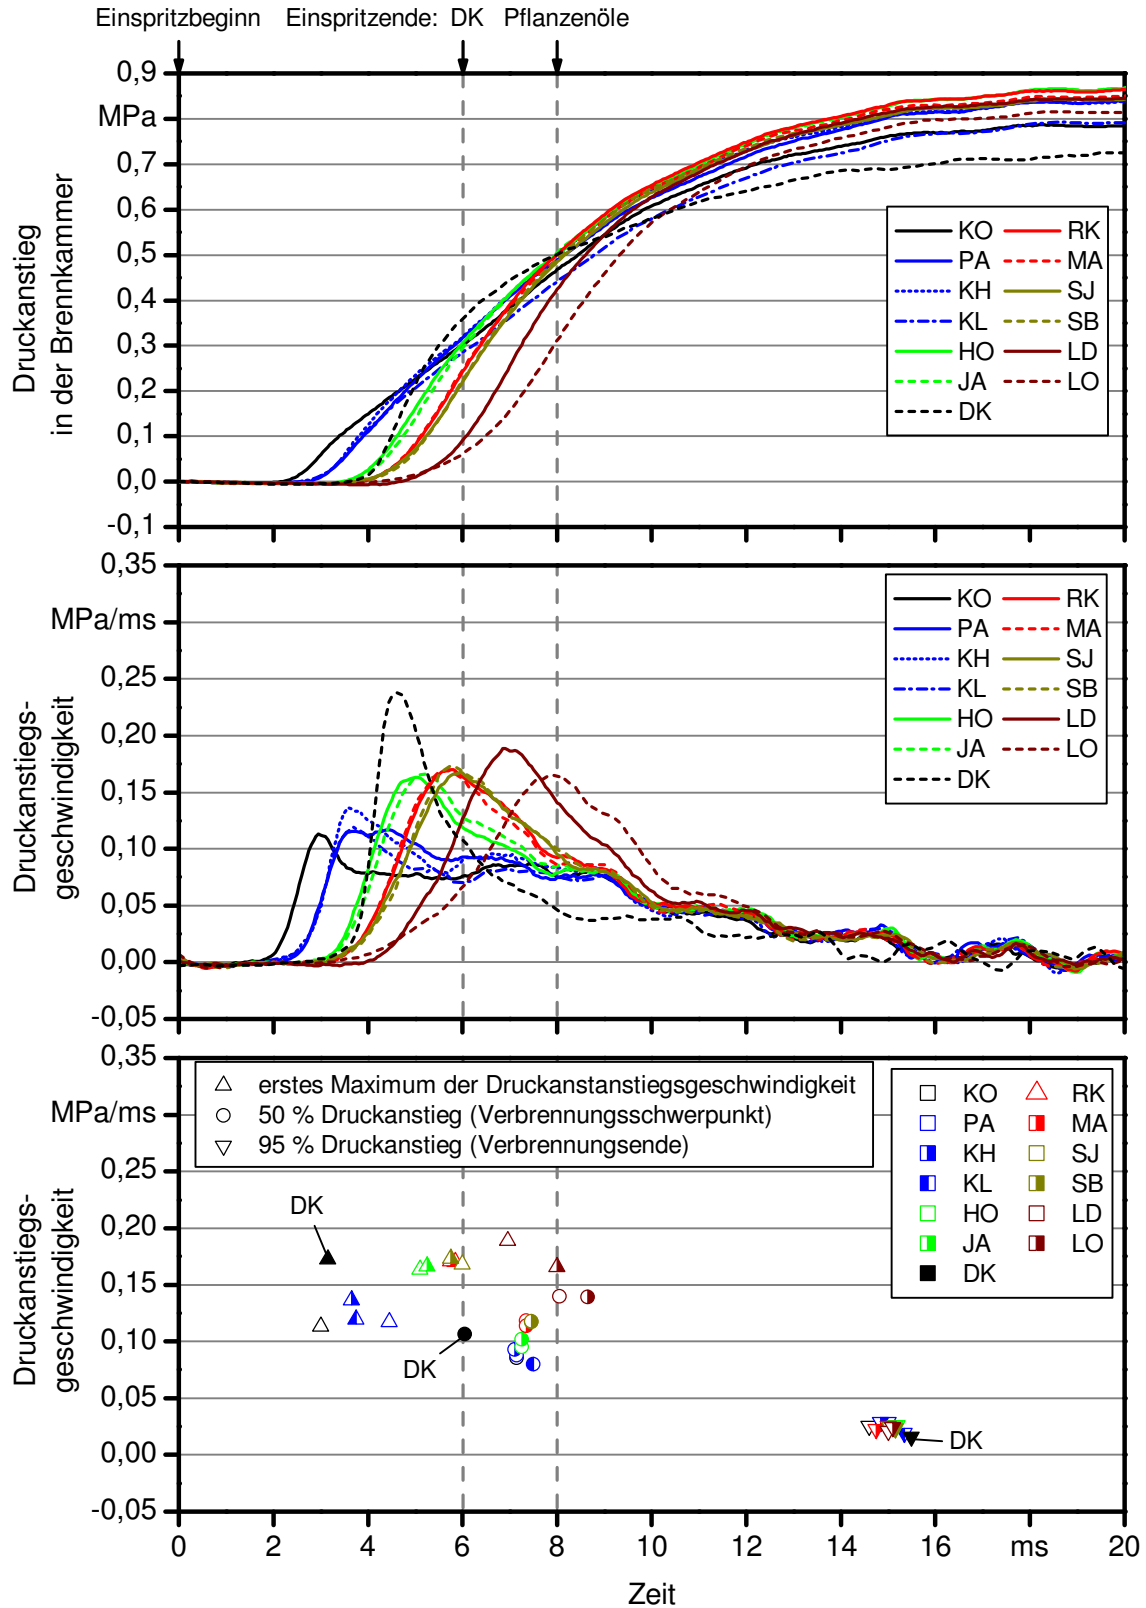 Einspritzbeginn Einspritzende: DK Pflanzenöle
0,9
MPa
0,7
0,6
0,5
0,4
0,3
0,2
0,1
0,0
-0,1
Druckanstieg
in der Brennkammer
KO RK
PA MA
KH SJ
KL SB
HO LD
JA LO
DK
0,35
MPa/ms
0,25
0,20
0,15
0,10
0,05
0,00
-0,05
Druckanstiegs-
geschwindigkeit
KO RK
PA MA
KH SJ
KL SB
HO LD
JA LO
DK
0,35
MPa/ms
0,25
0,20
0,15
0,10
0,05
0,00
-0,05
Druckanstiegs-
geschwindigkeit
erstes Maximum der Druckanstanstiegsgeschwindigkeit
50 % Druckanstieg (Verbrennungsschwerpunkt)
95 % Druckanstieg (Verbrennungsende)
KO RK
PA MA
KH SJ
KL SB
HO LD
JA LO
DK
DK
DK
DK
0 2 4 6 8 10 12 14 16 ms 20
Zeit